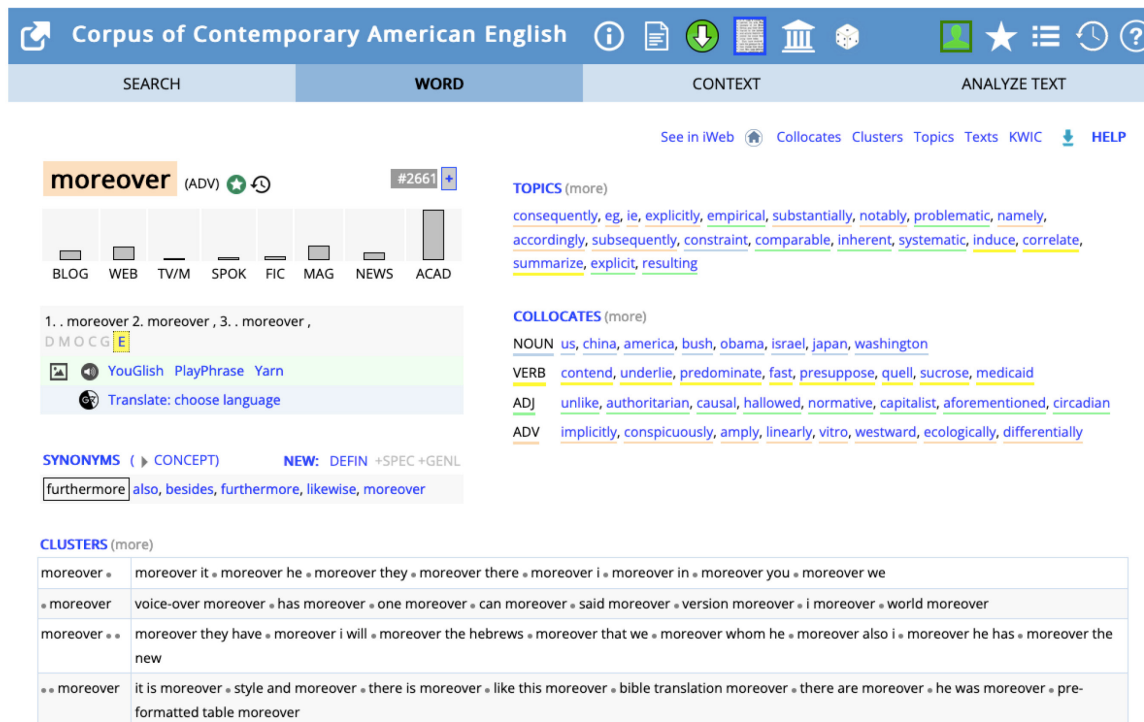 Corpus of Contemporary American English
SEARCH WORD CONTEXT ANALYZE TEXT
See in iWeb Collocates Clusters Topics Texts KWIC HELP
moreover (ADV) #2661 +
BLOG WEB TV/M SPOK FIC MAG NEWS ACAD
1. . moreover 2. moreover , 3. . moreover ,
D M O C G E
YouGlish PlayPhrase Yarn
Translate: choose language
SYNONYMS ( CONCEPT) NEW: DEFIN +SPEC +GENL
furthermore also, besides, furthermore, likewise, moreover
TOPICS (more)
consequently, eg, ie, explicitly, empirical, substantially, notably, problematic, namely,
accordingly, subsequently, constraint, comparable, inherent, systematic, induce, correlate,
summarize, explicit, resulting
COLLOCATES (more)
NOUN us, china, america, bush, obama, israel, japan, washington
VERB contend, underlie, predominate, fast, presuppose, quell, sucrose, medicaid
ADJ unlike, authoritarian, causal, hallowed, normative, capitalist, aforementioned, circadian
ADV implicitly, conspicuously, amply, linearly, vitro, westward, ecologically, differentially
CLUSTERS (more)
moreover • moreover it • moreover he • moreover they • moreover there • moreover i • moreover in • moreover you • moreover we
• moreover voice-over moreover • has moreover • one moreover • can moreover • said moreover • version moreover • i moreover • world moreover
moreover • • moreover they have • moreover i will • moreover the hebrews • moreover that we • moreover whom he • moreover also i • moreover he has • moreover the
new
• • moreover it is moreover • style and moreover • there is moreover • like this moreover • bible translation moreover • there are moreover • he was moreover • pre-
formatted table moreover